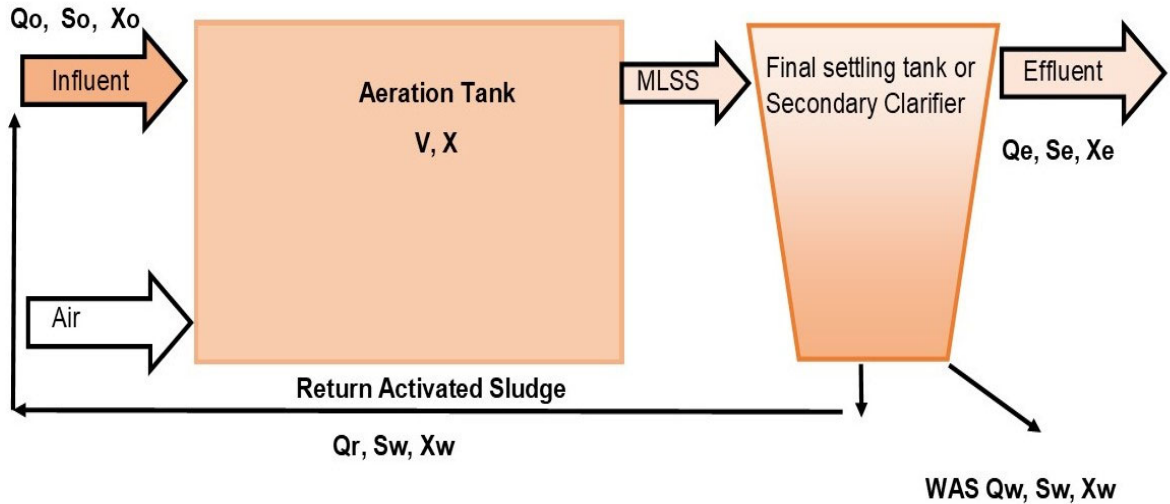 Qo, So, Xo
Influent
Aeration Tank
V, X
MLSS
Final settling tank or
Secondary Clarifier
Effluent
Qe, Se, Xe
Air
Return Activated Sludge
Qr, Sw, Xw
WAS Qw, Sw, Xw